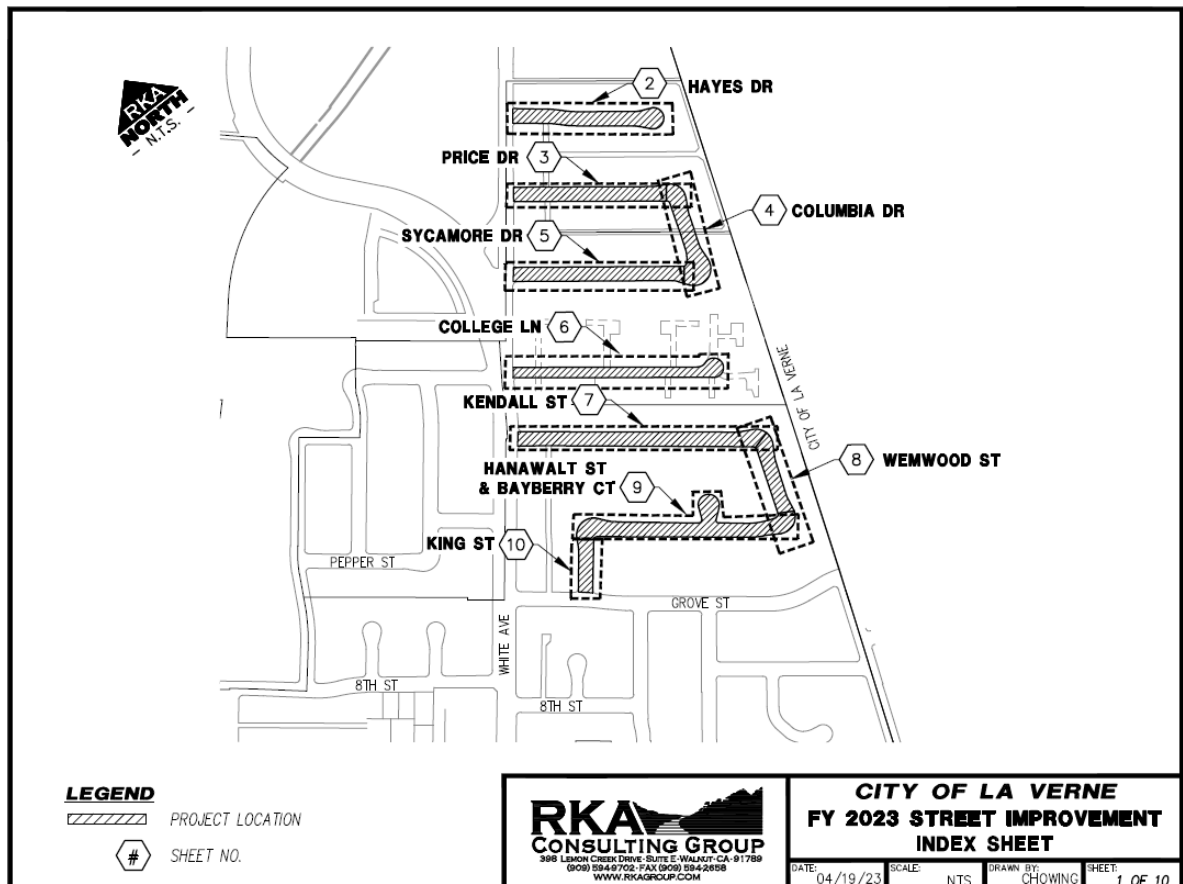 RKA
NORTH
- N.T.S. -
2 HAYES DR
PRICE DR 3
4 COLUMBIA DR
SYCAMORE DR 5
COLLEGE LN 6
CITY OF LA VERNE
KENDALL ST 7
8 WEMWOOD ST
HANAWALT ST
& BAYBERRY CT 9
KING ST 10
PEPPER ST
GROVE ST
WHITE AVE
8TH ST
8TH ST
LEGEND
PROJECT LOCATION
# SHEET NO.
RKA
CONSULTING GROUP
398 LEMON CREEK DRIVE · SUITE E · WALNUT · CA · 91789
(909) 594-9702 · FAX (909) 594-2658
WWW.RKAGROUP.COM
CITY OF LA VERNE
FY 2023 STREET IMPROVEMENT
INDEX SHEET
DATE: 04/19/23 SCALE: NTS DRAWN BY: CHOWING SHEET: 1 OF 10